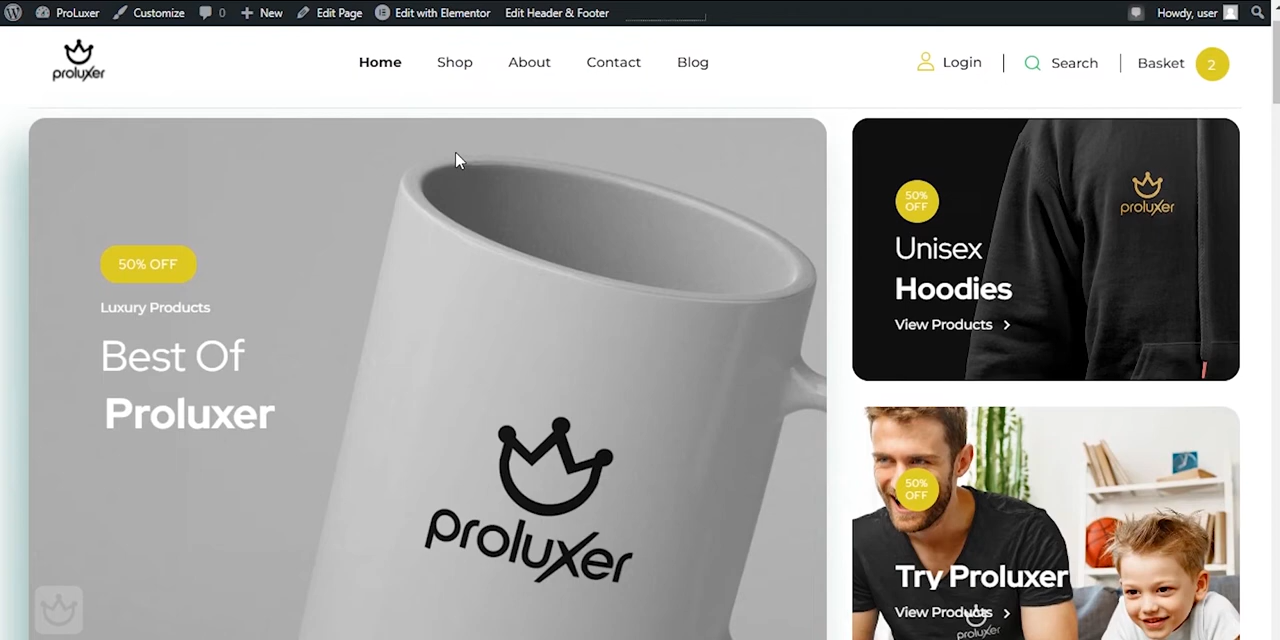 ProLuxer Customize 0 New Edit Page Edit with Elementor Edit Header & Footer Howdy, user
proluxer Home Shop About Contact Blog Login Search Basket 2
50% OFF
Luxury Products
Best Of
Proluxer
proluxer
50%
OFF
Unisex
Hoodies
View Products
proluxer
50%
OFF
Try Proluxer
View Products
proluxer